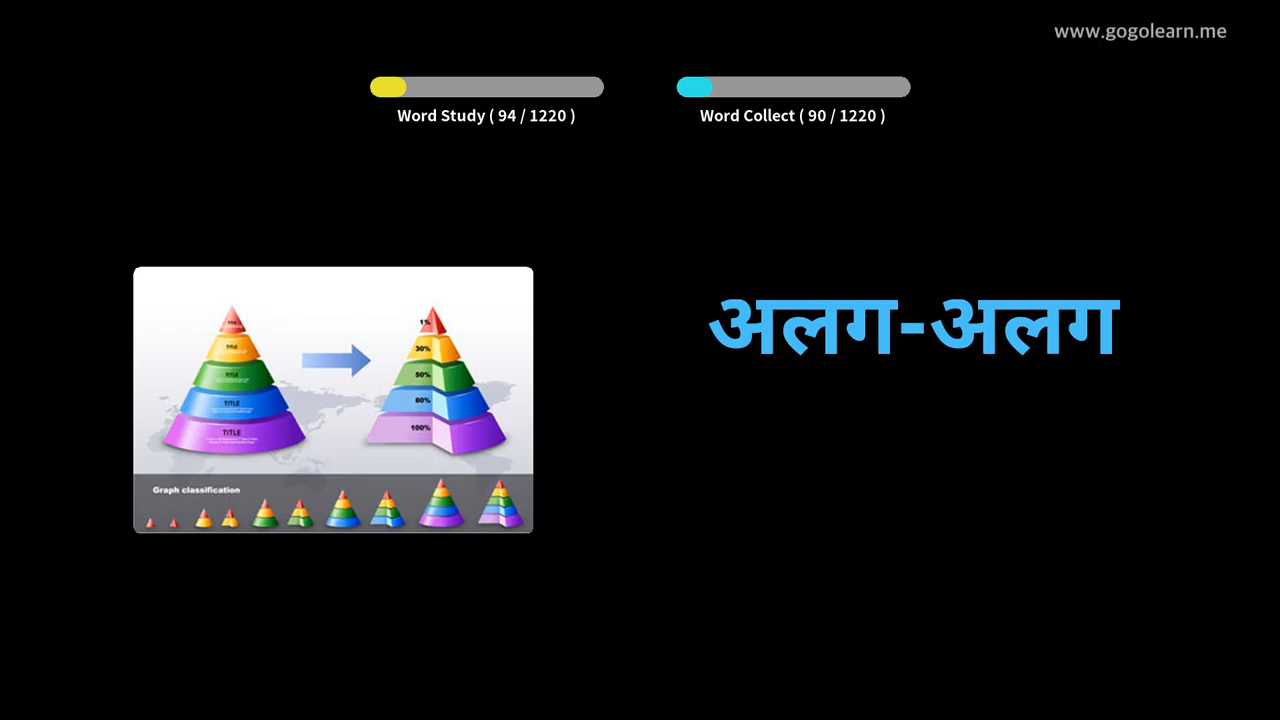 www.gogolearn.me
Word Study ( 94 / 1220 )
Word Collect ( 90 / 1220 )
अलग-अलग
1%
TITLE
30%
TITLE
50%
TITLE
80%
TITLE
100%
Graph classification